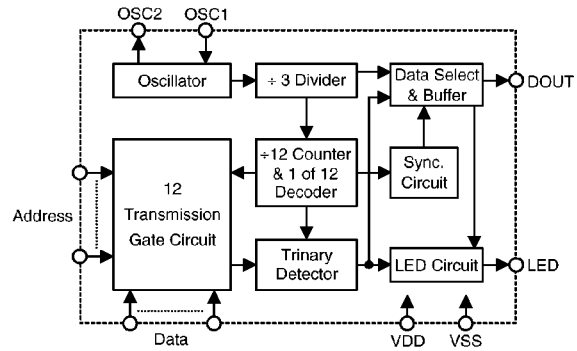 OSC2 OSC1
Oscillator
÷ 3 Divider
Data Select
& Buffer
DOUT
÷12 Counter
& 1 of 12
Decoder
Sync.
Circuit
12
Transmission
Gate Circuit
Address
Trinary
Detector
LED Circuit
LED
Data
VDD
VSS